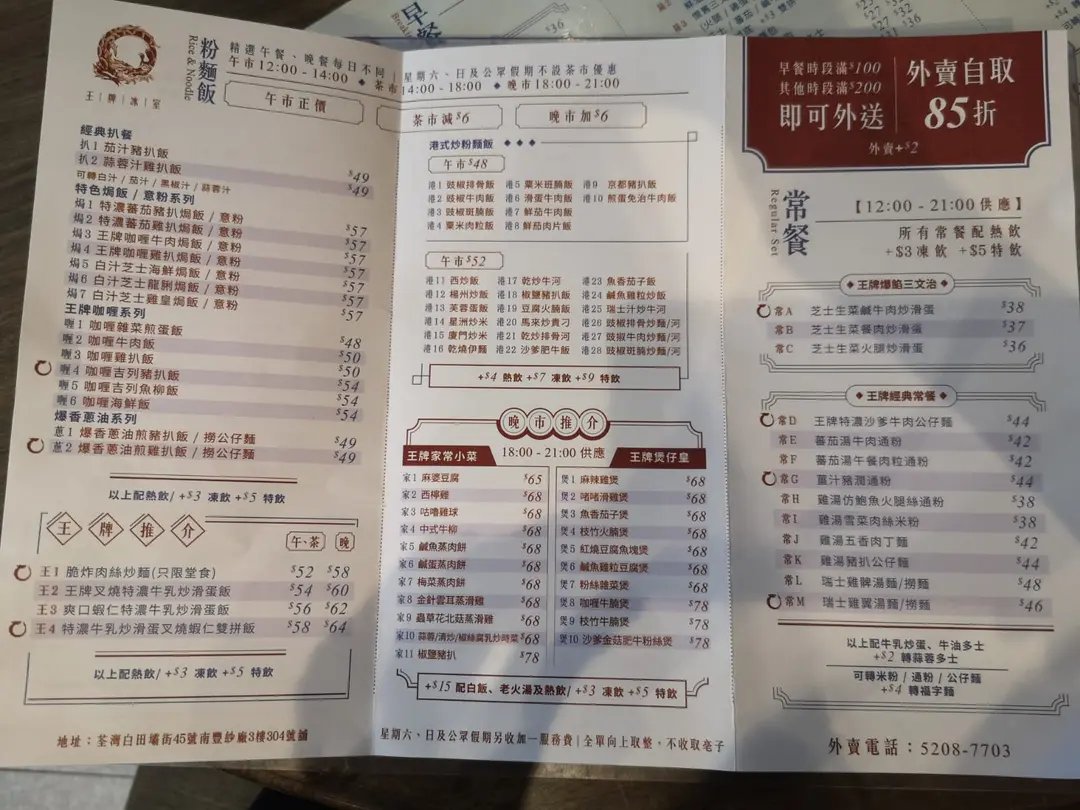 王 | 牌 | 冰 | 室
粉麵飯
Rice & Noodle
精選午餐、晚餐每日不同 | 星期六、日及公眾假期不設茶市優惠
午市12:00 - 14:00 ◆ 茶市14:00 - 18:00 ◆ 晚市18:00 - 21:00
午市正價
茶市減$6
晚市加$6
經典扒餐
扒1 茄汁豬扒飯 $49
扒2 蒜蓉汁雞扒飯 $49
可轉白汁 / 茄汁 / 黑椒汁 / 蒜蓉汁
特色焗飯 / 意粉系列
焗1 特濃蕃茄豬扒焗飯 / 意粉 $57
焗2 特濃蕃茄雞扒焗飯 / 意粉 $57
焗3 王牌咖喱牛肉焗飯 / 意粉 $57
焗4 王牌咖喱雞扒焗飯 / 意粉 $57
焗5 白汁芝士海鮮焗飯 / 意粉 $57
焗6 白汁芝士龍脷焗飯 / 意粉 $57
焗7 白汁芝士雞皇焗飯 / 意粉 $57
王牌咖喱系列
喱1 咖喱雜菜煎蛋飯 $48
喱2 咖喱牛肉飯 $50
喱3 咖喱雞扒飯 $50
喱4 咖喱吉列豬扒飯 $54
喱5 咖喱吉列魚柳飯 $54
喱6 咖喱海鮮飯 $54
爆香蔥油系列
蔥1 爆香蔥油煎豬扒飯 / 撈公仔麵 $49
蔥2 爆香蔥油煎雞扒飯 / 撈公仔麵 $49
以上配熱飲/ +$3 凍飲 +$5 特飲
王牌推介
午、茶 晚
王1 脆炸肉絲炒麵(只限堂食) $52 $58
王2 王牌叉燒特濃牛乳炒滑蛋飯 $54 $60
王3 爽口蝦仁特濃牛乳炒滑蛋飯 $56 $62
王4 特濃牛乳炒滑蛋叉燒蝦仁雙拼飯 $58 $64
以上配熱飲/ +$3 凍飲 +$5 特飲
地址：荃灣白田壩街45號南豐紗廠3樓304號舖
港式炒粉麵飯 ◆ ◆ ◆
午市$48
港1 豉椒排骨飯 港5 粟米斑腩飯 港9 京都豬扒飯
港2 豉椒牛肉飯 港6 滑蛋牛肉飯 港10 煎蛋免治牛肉飯
港3 豉椒斑腩飯 港7 鮮茄牛肉飯
港4 粟米肉粒飯 港8 鮮茄肉片飯
午市$52
港11 西炒飯 港17 乾炒牛河 港23 魚香茄子飯
港12 楊州炒飯 港18 椒鹽豬扒飯 港24 鹹魚雞粒炒飯
港13 芙蓉蛋飯 港19 豆腐火腩飯 港25 瑞士汁炒牛河
港14 星洲炒米 港20 馬來炒貴刁 港26 豉椒排骨炒麵/河
港15 廈門炒米 港21 乾炒排骨河 港27 豉椒牛肉炒麵/河
港16 乾燒伊麵 港22 沙爹肥牛飯 港28 豉椒斑腩炒麵/河
+$4 熱飲 +$7 凍飲 +$9 特飲
晚市推介
王牌家常小菜 18:00 - 21:00 供應 王牌煲仔皇
家1 麻婆豆腐 $65
家2 西檸雞 $68
家3 咕嚕雞球 $68
家4 中式牛柳 $68
家5 鹹魚蒸肉餅 $68
家6 鹹蛋蒸肉餅 $68
家7 梅菜蒸肉餅 $68
家8 金針雲耳蒸滑雞 $68
家9 蟲草花北菇蒸滑雞 $68
家10 蒜蓉/清炒/椒絲腐乳炒時菜 $68
家11 椒鹽豬扒 $78
煲1 麻辣雞煲 $68
煲2 啫啫滑雞煲 $68
煲3 魚香茄子煲 $68
煲4 枝竹火腩煲 $68
煲5 紅燒豆腐魚塊煲 $68
煲6 鹹魚雞粒豆腐煲 $68
煲7 粉絲雜菜煲 $68
煲8 咖喱牛腩煲 $78
煲9 枝竹牛腩煲 $78
煲10 沙爹金菇肥牛粉絲煲 $78
+$15 配白飯、老火湯及熱飲/ +$3 凍飲 +$5 特飲
星期六、日及公眾假期另收加一服務費 | 全單向上取整，不收取毫子
早餐時段滿$100
其他時段滿$200
即可外送
外賣自取
85折
外賣+$2
常餐
Regular Set
【12:00 - 21:00供應】
所有常餐配熱飲
+$3凍飲 +$5特飲
◆ 王牌爆餡三文治 ◆
常A 芝士生菜鹹牛肉炒滑蛋 $38
常B 芝士生菜餐肉炒滑蛋 $37
常C 芝士生菜火腿炒滑蛋 $36
◆ 王牌經典常餐 ◆
常D 王牌特濃沙爹牛肉公仔麵 $44
常E 蕃茄湯牛肉通粉 $42
常F 蕃茄湯午餐肉粒通粉 $42
常G 薑汁豬潤通粉 $44
常H 雞湯仿鮑魚火腿絲通粉 $38
常I 雞湯雪菜肉絲米粉 $38
常J 雞湯五香肉丁麵 $42
常K 雞湯豬扒公仔麵 $44
常L 瑞士雞髀湯麵/撈麵 $48
常M 瑞士雞翼湯麵/撈麵 $46
以上配牛乳炒蛋、牛油多士
+$2 轉蒜蓉多士
可轉米粉 / 通粉 / 公仔麵
+$4 轉福字麵
外賣電話：5208-7703
早餐